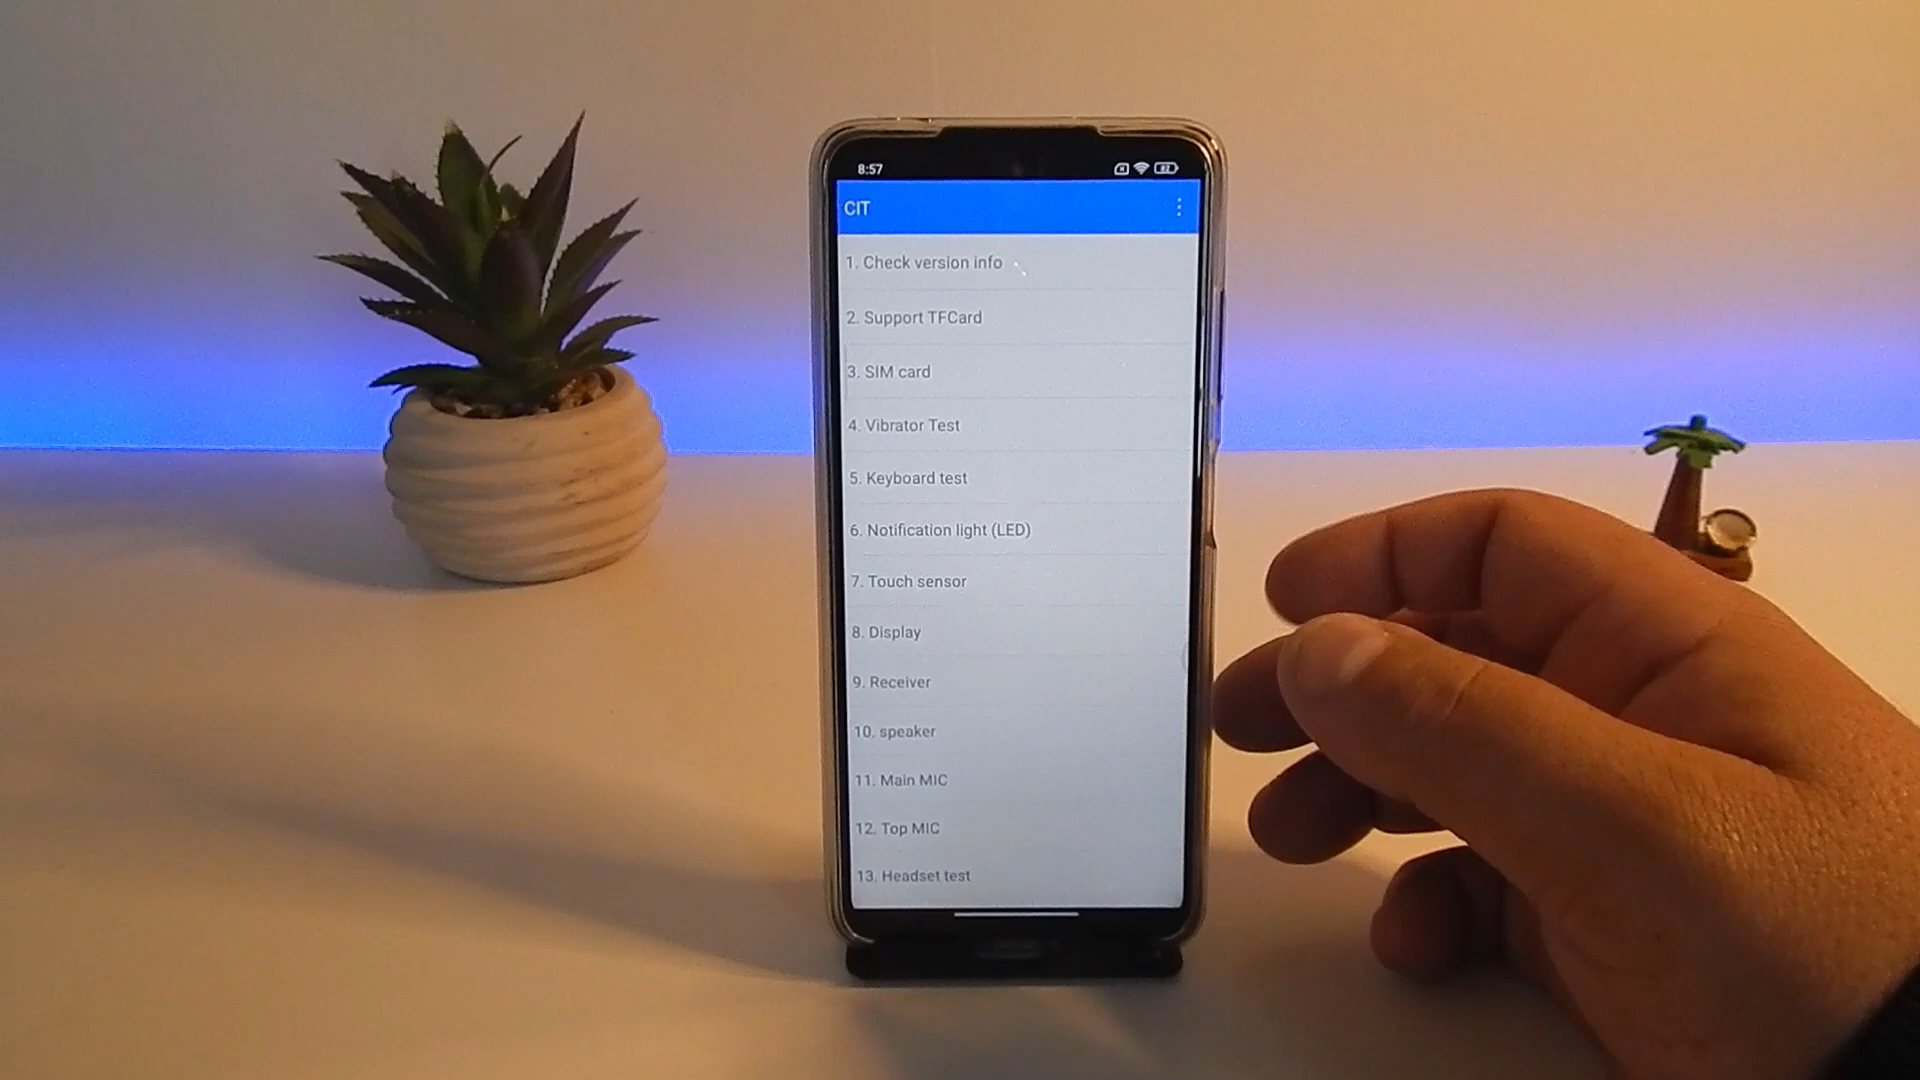 8:57
82
CIT
1. Check version info
2. Support TFCard
3. SIM card
4. Vibrator Test
5. Keyboard test
6. Notification light (LED)
7. Touch sensor
8. Display
9. Receiver
10. speaker
11. Main MIC
12. Top MIC
13. Headset test